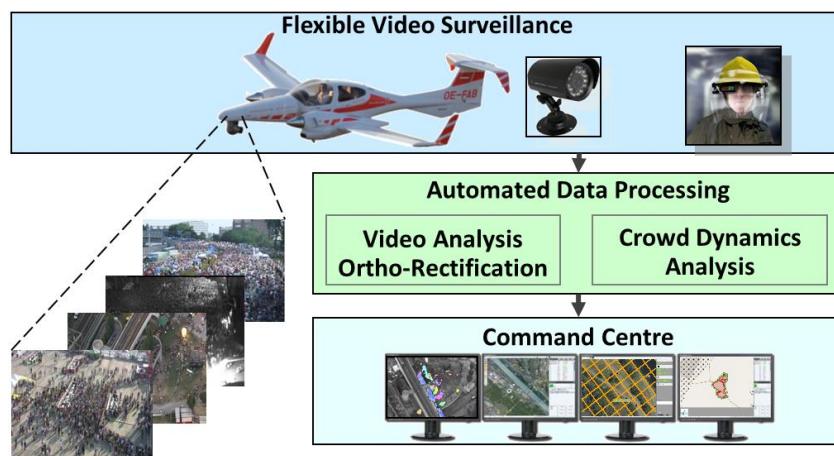 Flexible Video Surveillance
OE-FAB
Automated Data Processing
Video Analysis
Ortho-Rectification
Crowd Dynamics
Analysis
Command Centre